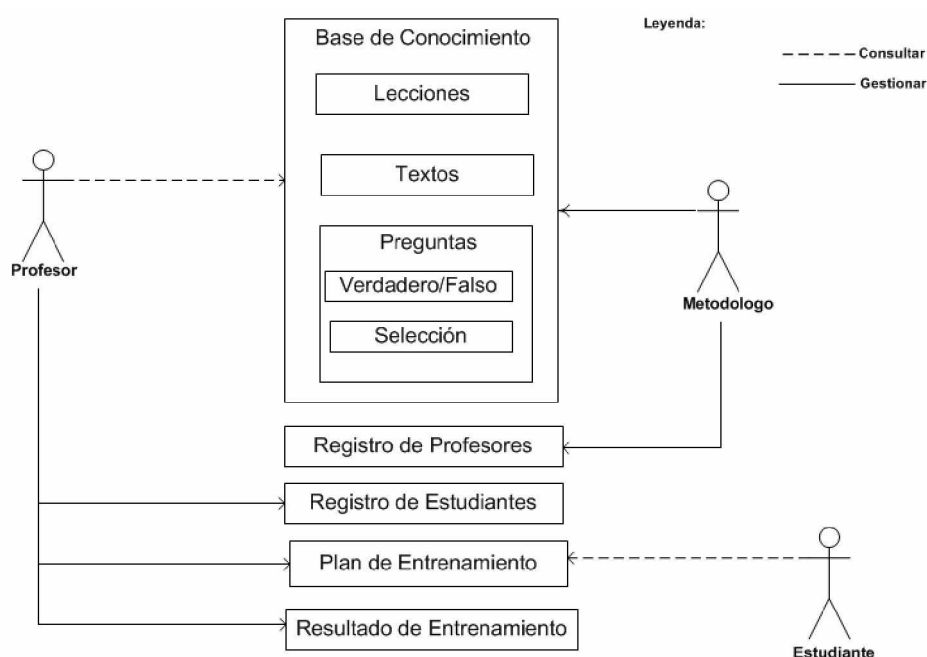 Base de Conocimiento
Leyenda:
Consultar
Gestionar
Lecciones
Textos
Profesor
Preguntas
Verdadero/Falso
Selección
Metodologo
Registro de Profesores
Registro de Estudiantes
Plan de Entrenamiento
Resultado de Entrenamiento
Estudiante